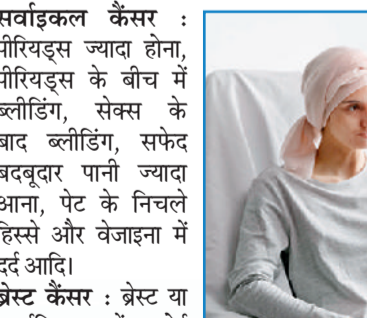 सर्वाइकल कैंसर :
पीरियड्स ज्यादा होना,
पीरियड्स के बीच में
ब्लीडिंग, सेक्स के
बाद ब्लीडिंग, सफेद
बदबूदार पानी ज्यादा
आना, पेट के निचले
हिस्से और वेजाइना में
दर्द आदि।
ब्रेस्ट कैंसर : ब्रेस्ट या